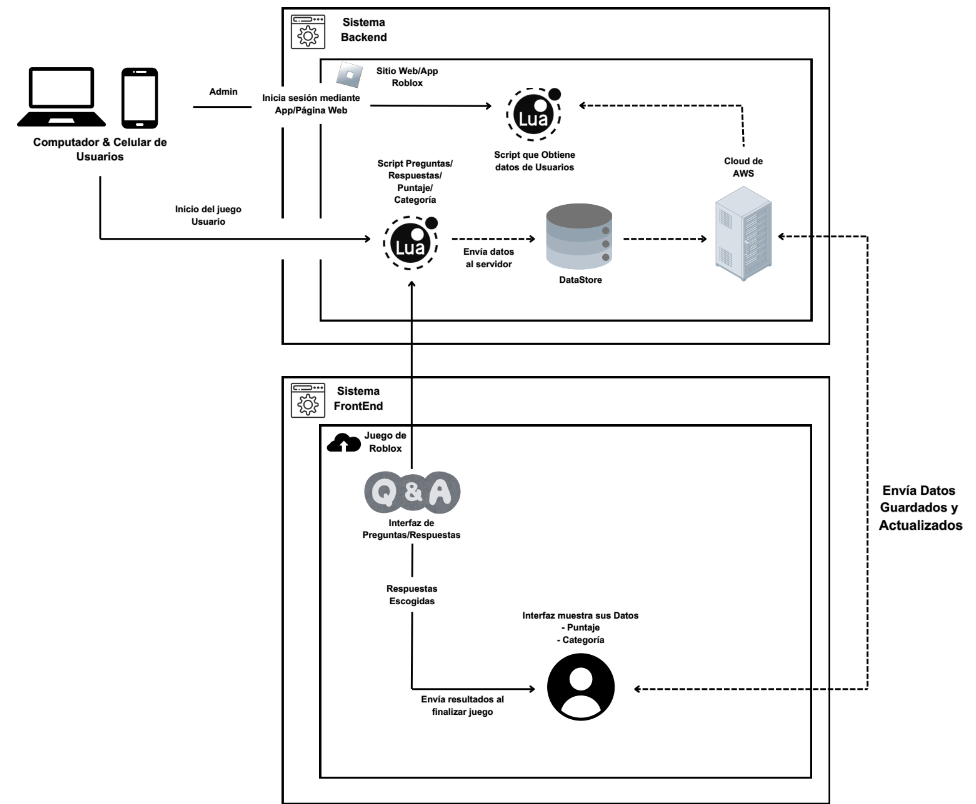 Sistema
Backend
Sitio Web/App
Roblox
Admin
Inicia sesión mediante
App/Página Web
Lua
Computador & Celular de
Usuarios
Script que Obtiene
datos de Usuarios
Cloud de
AWS
Script Preguntas/
Respuestas/
Puntaje/
Categoría
Inicio del juego
Usuario
Lua
Envía datos
al servidor
DataStore
Sistema
FrontEnd
Juego de
Roblox
Q & A
Interfaz de
Preguntas/Respuestas
Envía Datos
Guardados y
Actualizados
Respuestas
Escogidas
Interfaz muestra sus Datos
- Puntaje
- Categoría
Envía resultados al
finalizar juego